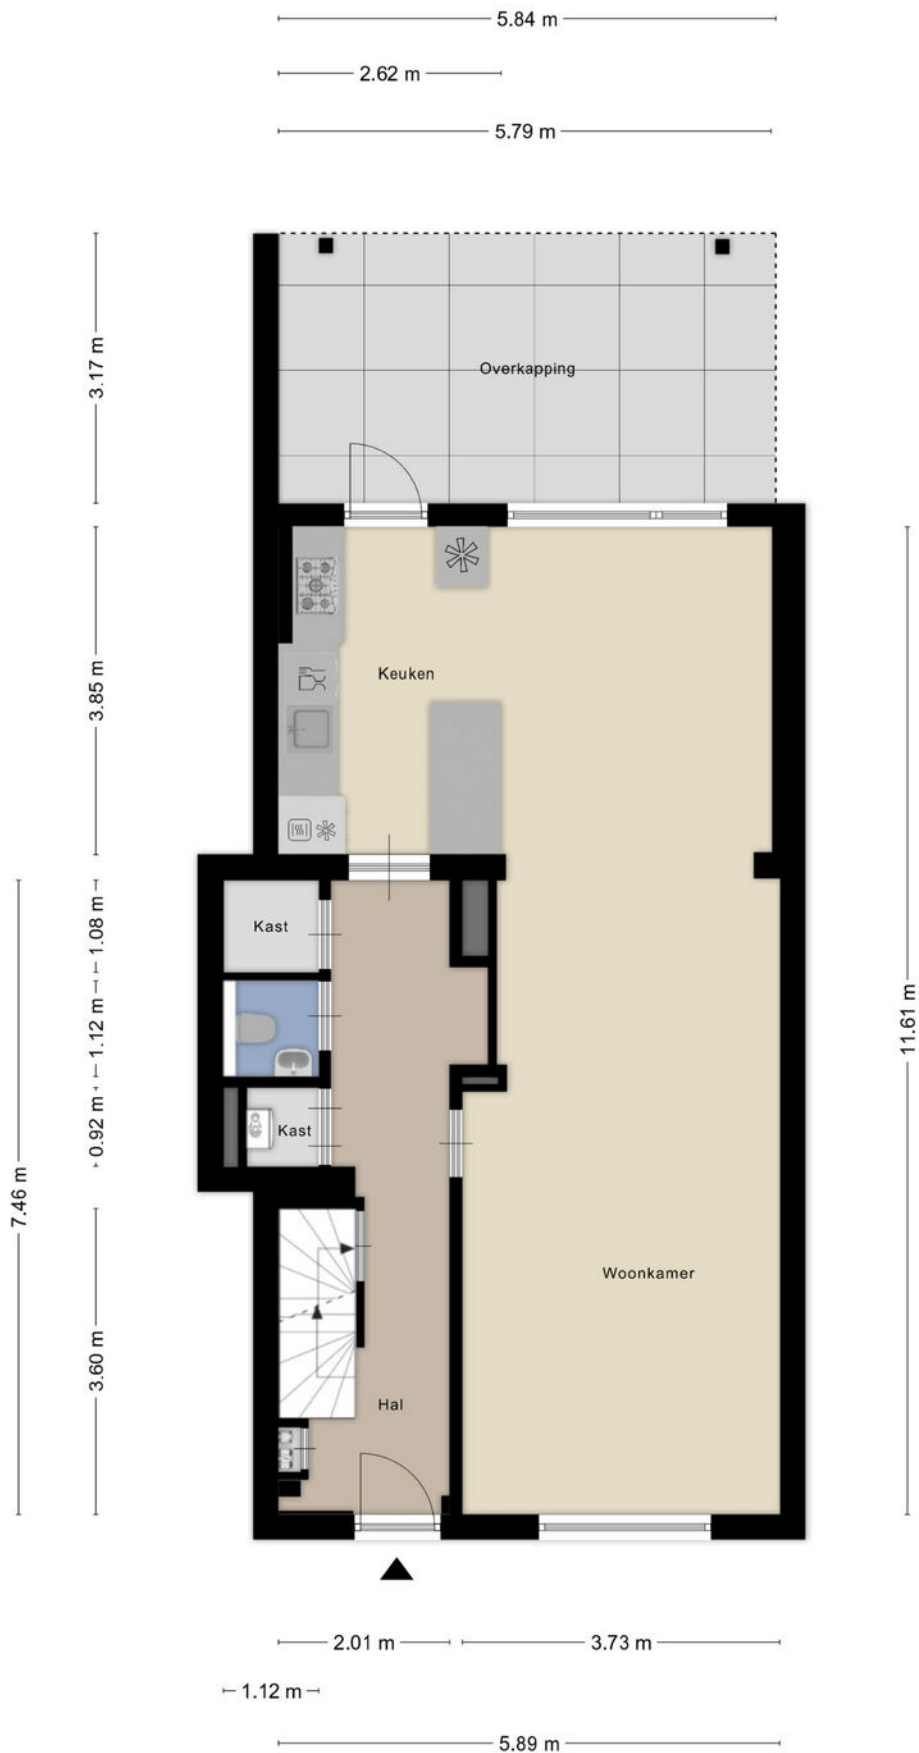 5.84 m
2.62 m
5.79 m
3.17 m
Overkapping
3.85 m
Keuken
11.61 m
7.46 m
1.08 m
Kast
1.12 m
0.92 m
Kast
Woonkamer
3.60 m
Hal
2.01 m
3.73 m
1.12 m
5.89 m